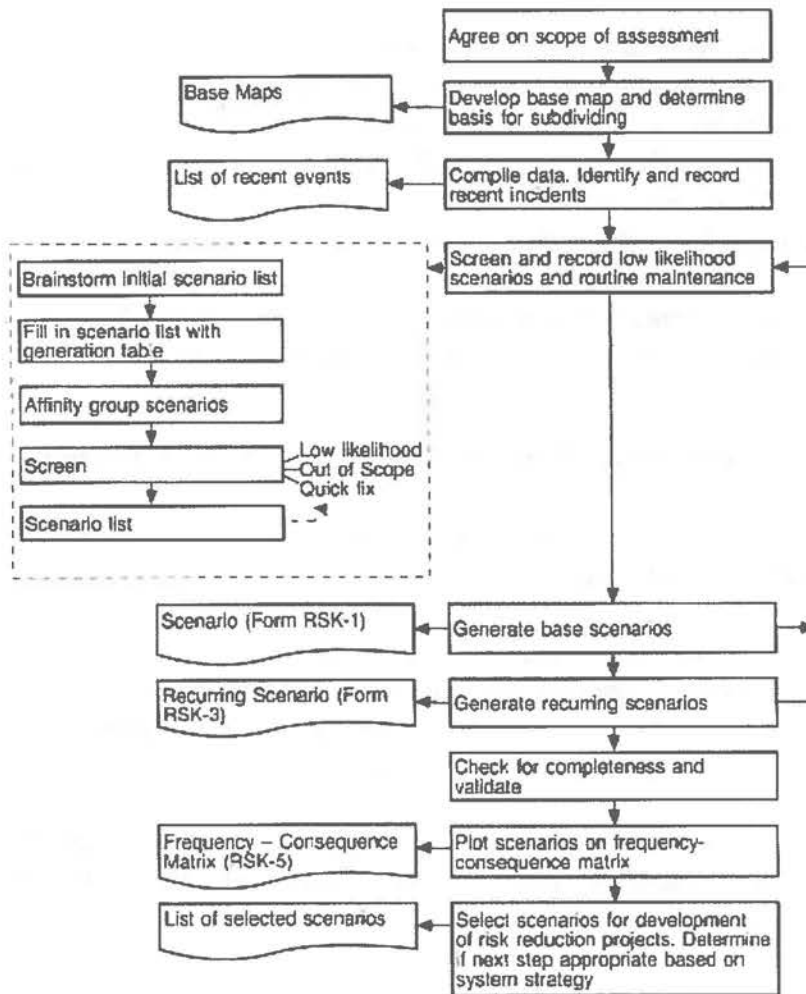 Agree on scope of assessment
Base Maps
Develop base map and determine
basis for subdividing
List of recent events
Compile data. Identify and record
recent incidents
Screen and record low likelihood
scenarios and routine maintenance
Brainstorm initial scenario list
Fill in scenario list with
generation table
Affinity group scenarios
Screen
Low likelihood
Out of Scope
Quick fix
Scenario list
Scenario (Form RSK-1)
Generate base scenarios
Recurring Scenario (Form
RSK-3)
Generate recurring scenarios
Check for completeness and
validate
Frequency – Consequence
Matrix (RSK-5)
Plot scenarios on frequency-
consequence matrix
List of selected scenarios
Select scenarios for development
of risk reduction projects. Determine
if next step appropriate based on
system strategy